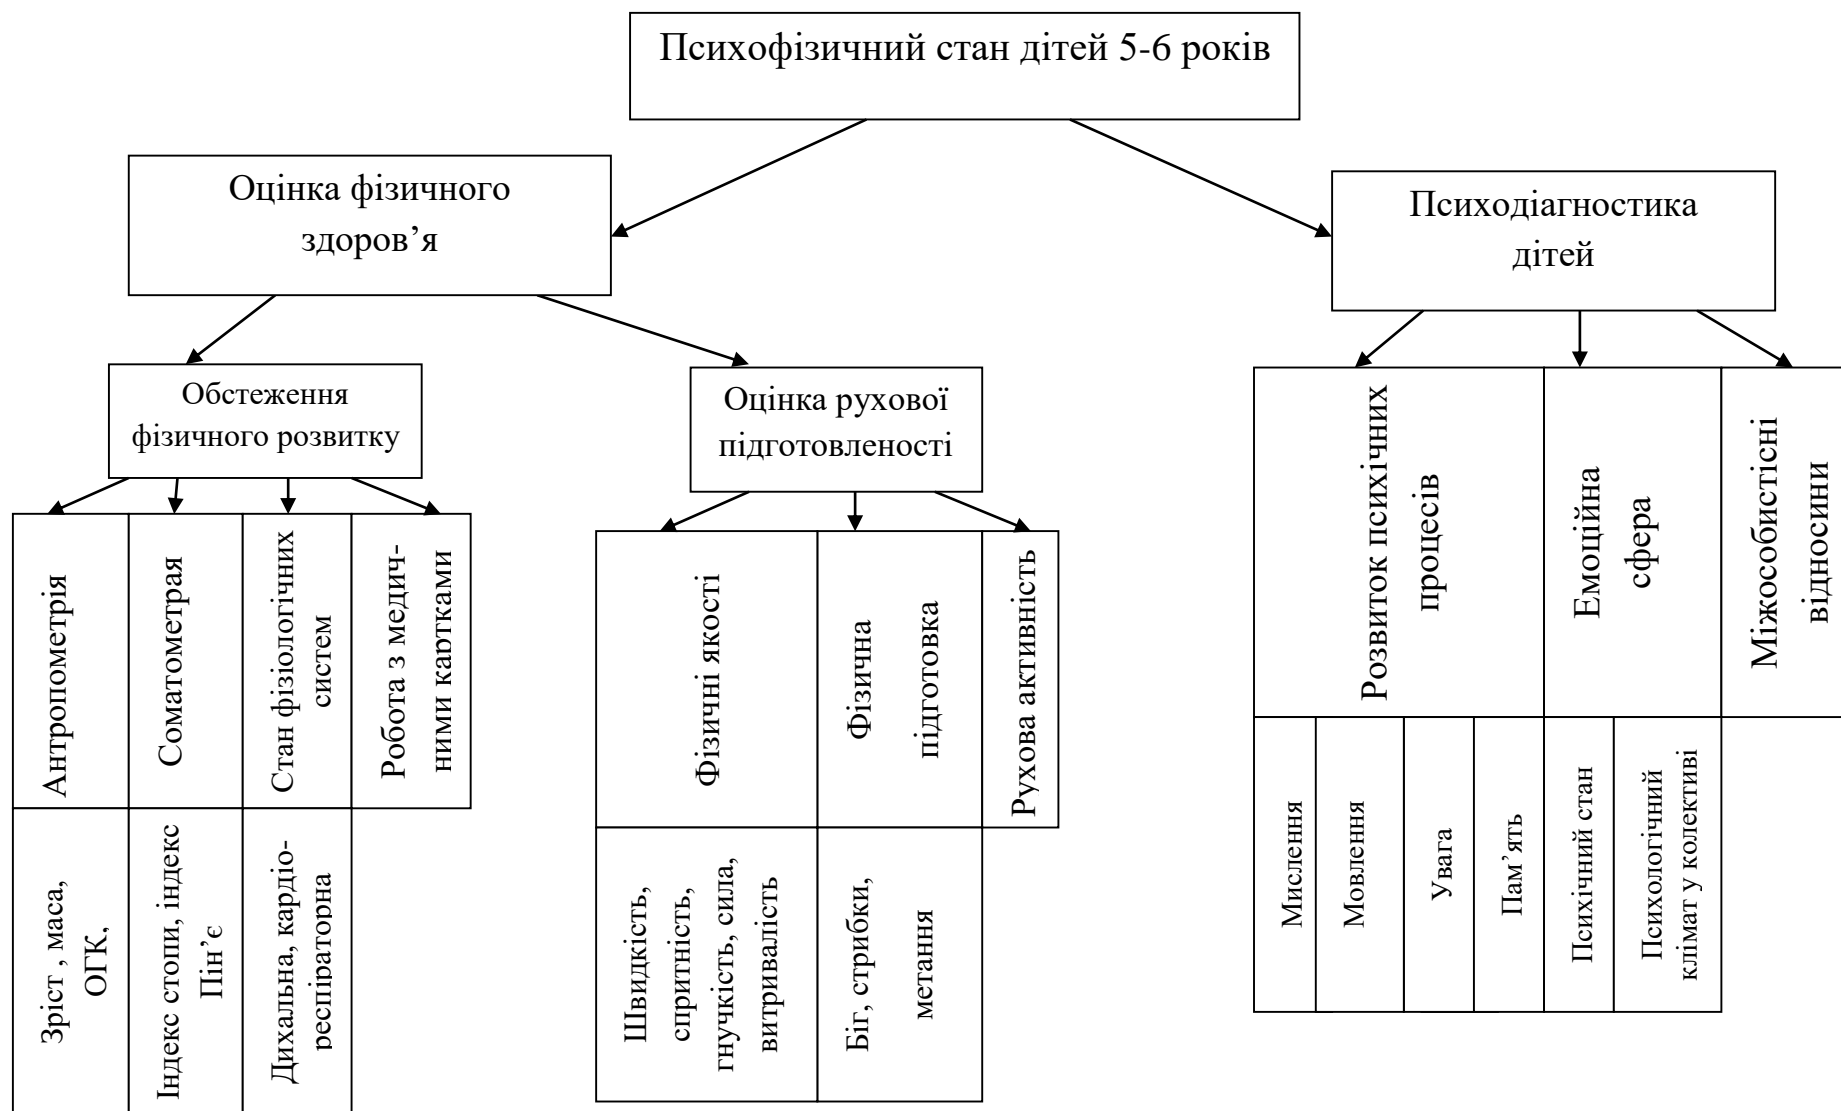 Психофізичний стан дітей 5-6 років
Оцінка фізичного
здоров’я
Психодіагностика
дітей
Обстеження
фізичного розвитку
Оцінка рухової
підготовленості
Антропометрія
Соматометрая
Стан фізіологічних
систем
Робота з медич-
ними картками
Зріст , маса,
ОГК,
Індекс стопи, індекс
Пін’є
Дихальна, кардіо-
респіраторна
Фізичні якості
Фізична
підготовка
Рухова активність
Швидкість,
спритність,
гнучкість, сила,
витривалість
Біг, стрибки,
метання
Розвиток психічних
процесів
Емоційна
сфера
Міжособистісні
відносини
Мислення
Мовлення
Увага
Пам’ять
Психічний стан
Психологічний
клімат у колективі